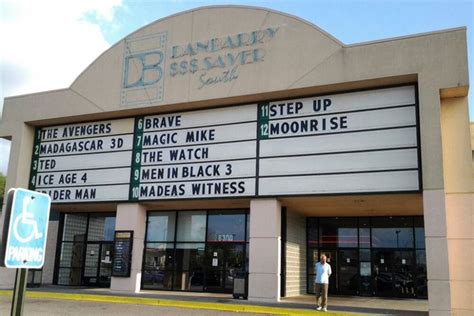 DB
DANBARRY
$$$ SAVER
South
1 THE AVENGERS
2 MADAGASCAR 3D
3 TED
4 ICE AGE 4
IDER MAN
6 BRAVE
7 MAGIC MIKE
8 THE WATCH
9 MEN IN BLACK 3
10 MADEAS WITNESS
11 STEP UP
12 MOONRISE
PARKING